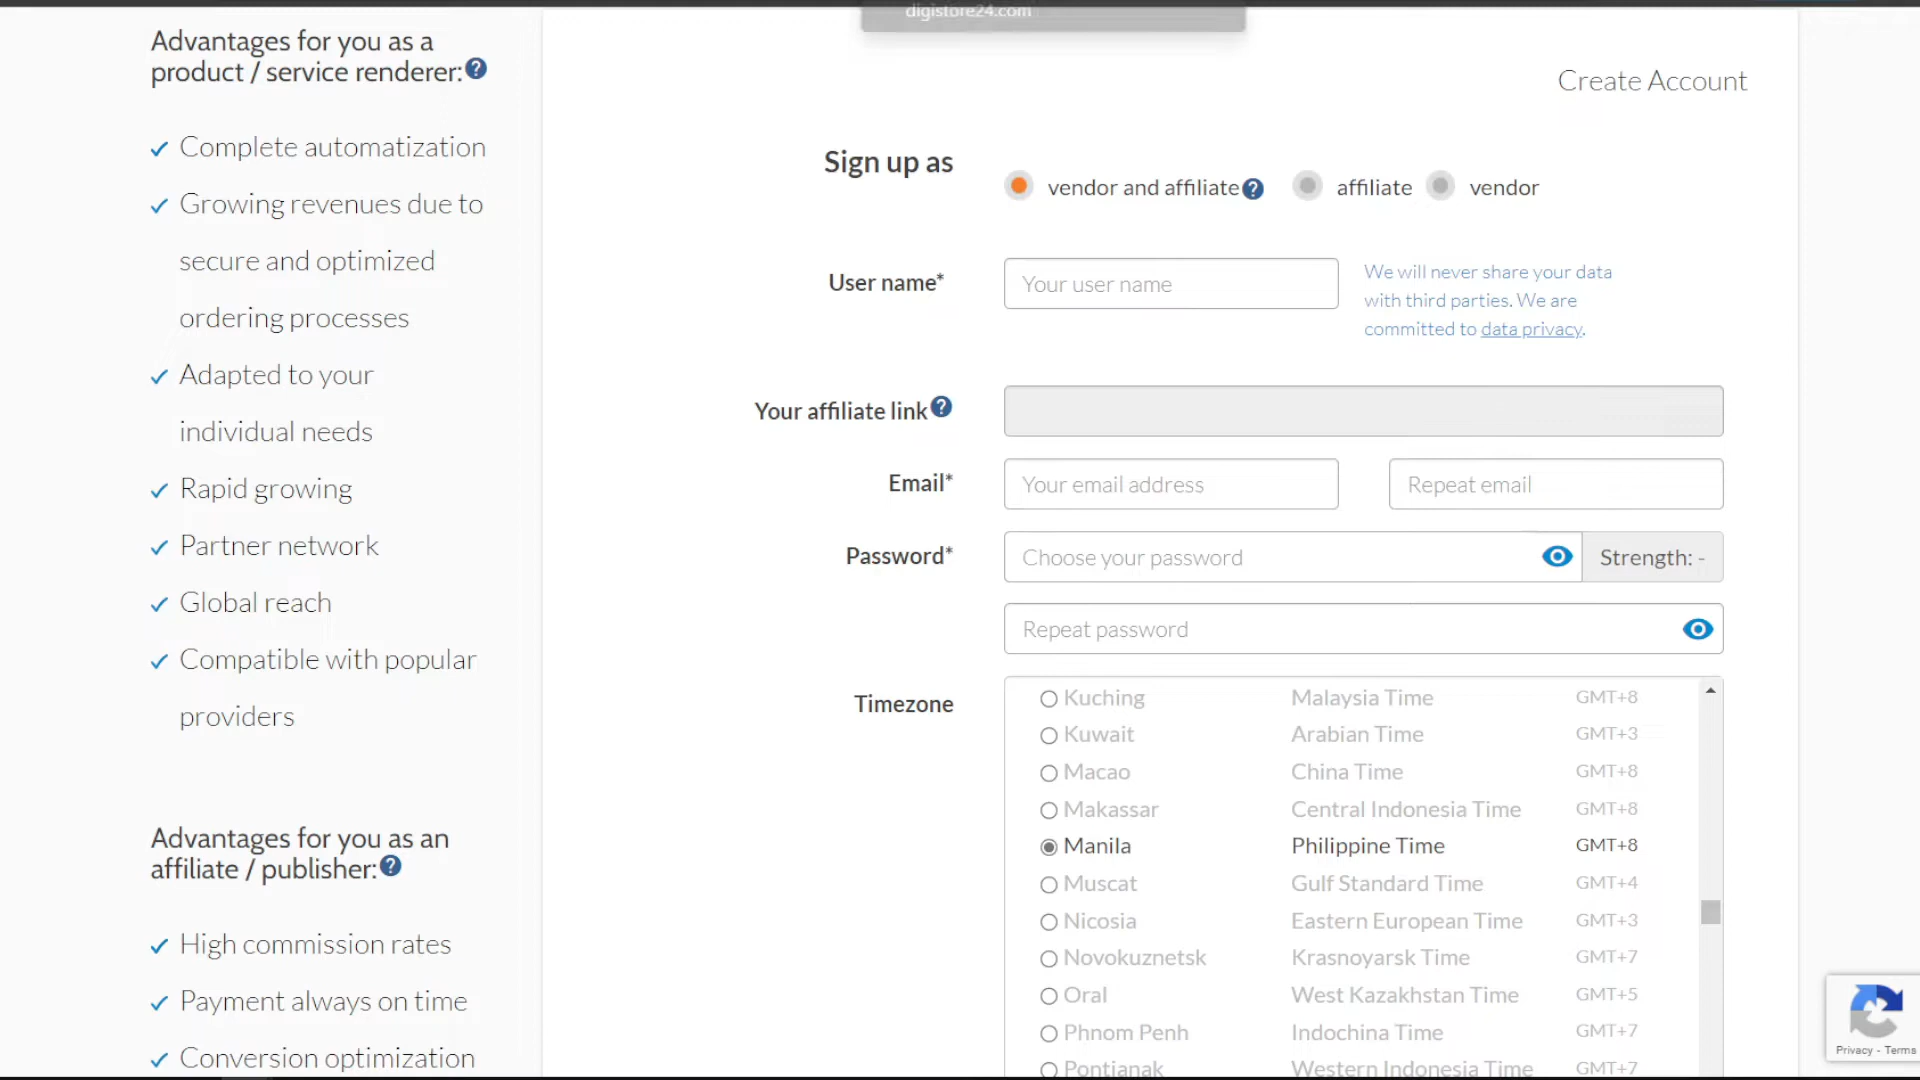 digistore24.com
Advantages for you as a
product / service renderer:
Complete automatization
Growing revenues due to
secure and optimized
ordering processes
Adapted to your
individual needs
Rapid growing
Partner network
Global reach
Compatible with popular
providers
Advantages for you as an
affiliate / publisher:
High commission rates
Payment always on time
Conversion optimization
Create Account
Sign up as
vendor and affiliate affiliate vendor
User name* Your user name
We will never share your data
with third parties. We are
committed to data privacy.
Your affiliate link
Email* Your email address Repeat email
Password* Choose your password Strength: -
Repeat password
Timezone
Kuching Malaysia Time GMT+8
Kuwait Arabian Time GMT+3
Macao China Time GMT+8
Makassar Central Indonesia Time GMT+8
Manila Philippine Time GMT+8
Muscat Gulf Standard Time GMT+4
Nicosia Eastern European Time GMT+3
Novokuznetsk Krasnoyarsk Time GMT+7
Oral West Kazakhstan Time GMT+5
Phnom Penh Indochina Time GMT+7
Pontianak Western Indonesia Time GMT+7
Privacy - Terms